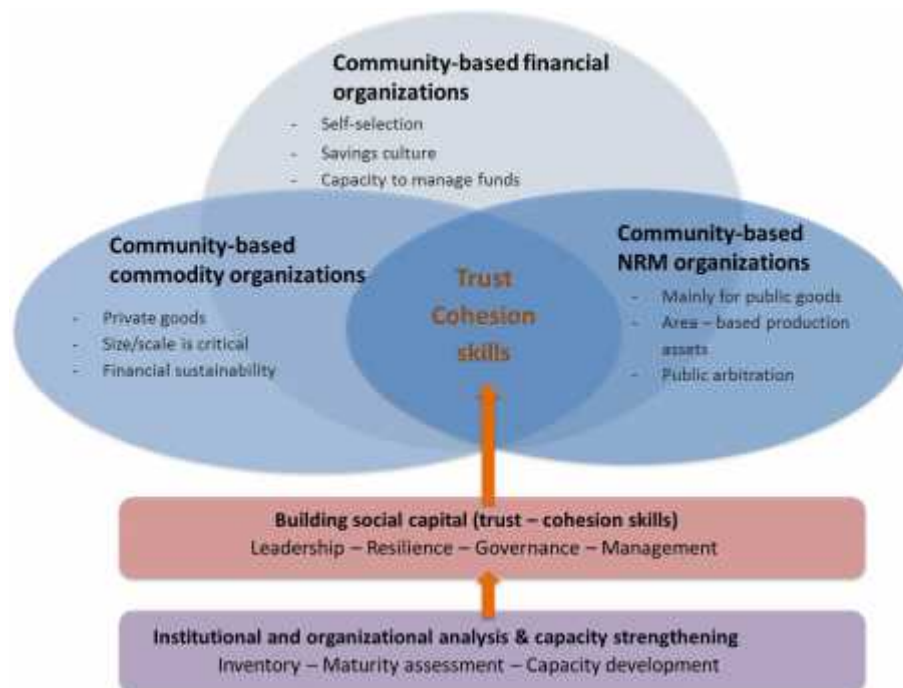 Community-based financial
organizations
- Self-selection
- Savings culture
- Capacity to manage funds
Community-based
commodity organizations
- Private goods
- Size/scale is critical
- Financial sustainability
Trust
Cohesion
skills
Community-based
NRM organizations
- Mainly for public goods
- Area – based production
assets
- Public arbitration
Building social capital (trust – cohesion skills)
Leadership – Resilience – Governance – Management
Institutional and organizational analysis & capacity strengthening
Inventory – Maturity assessment – Capacity development